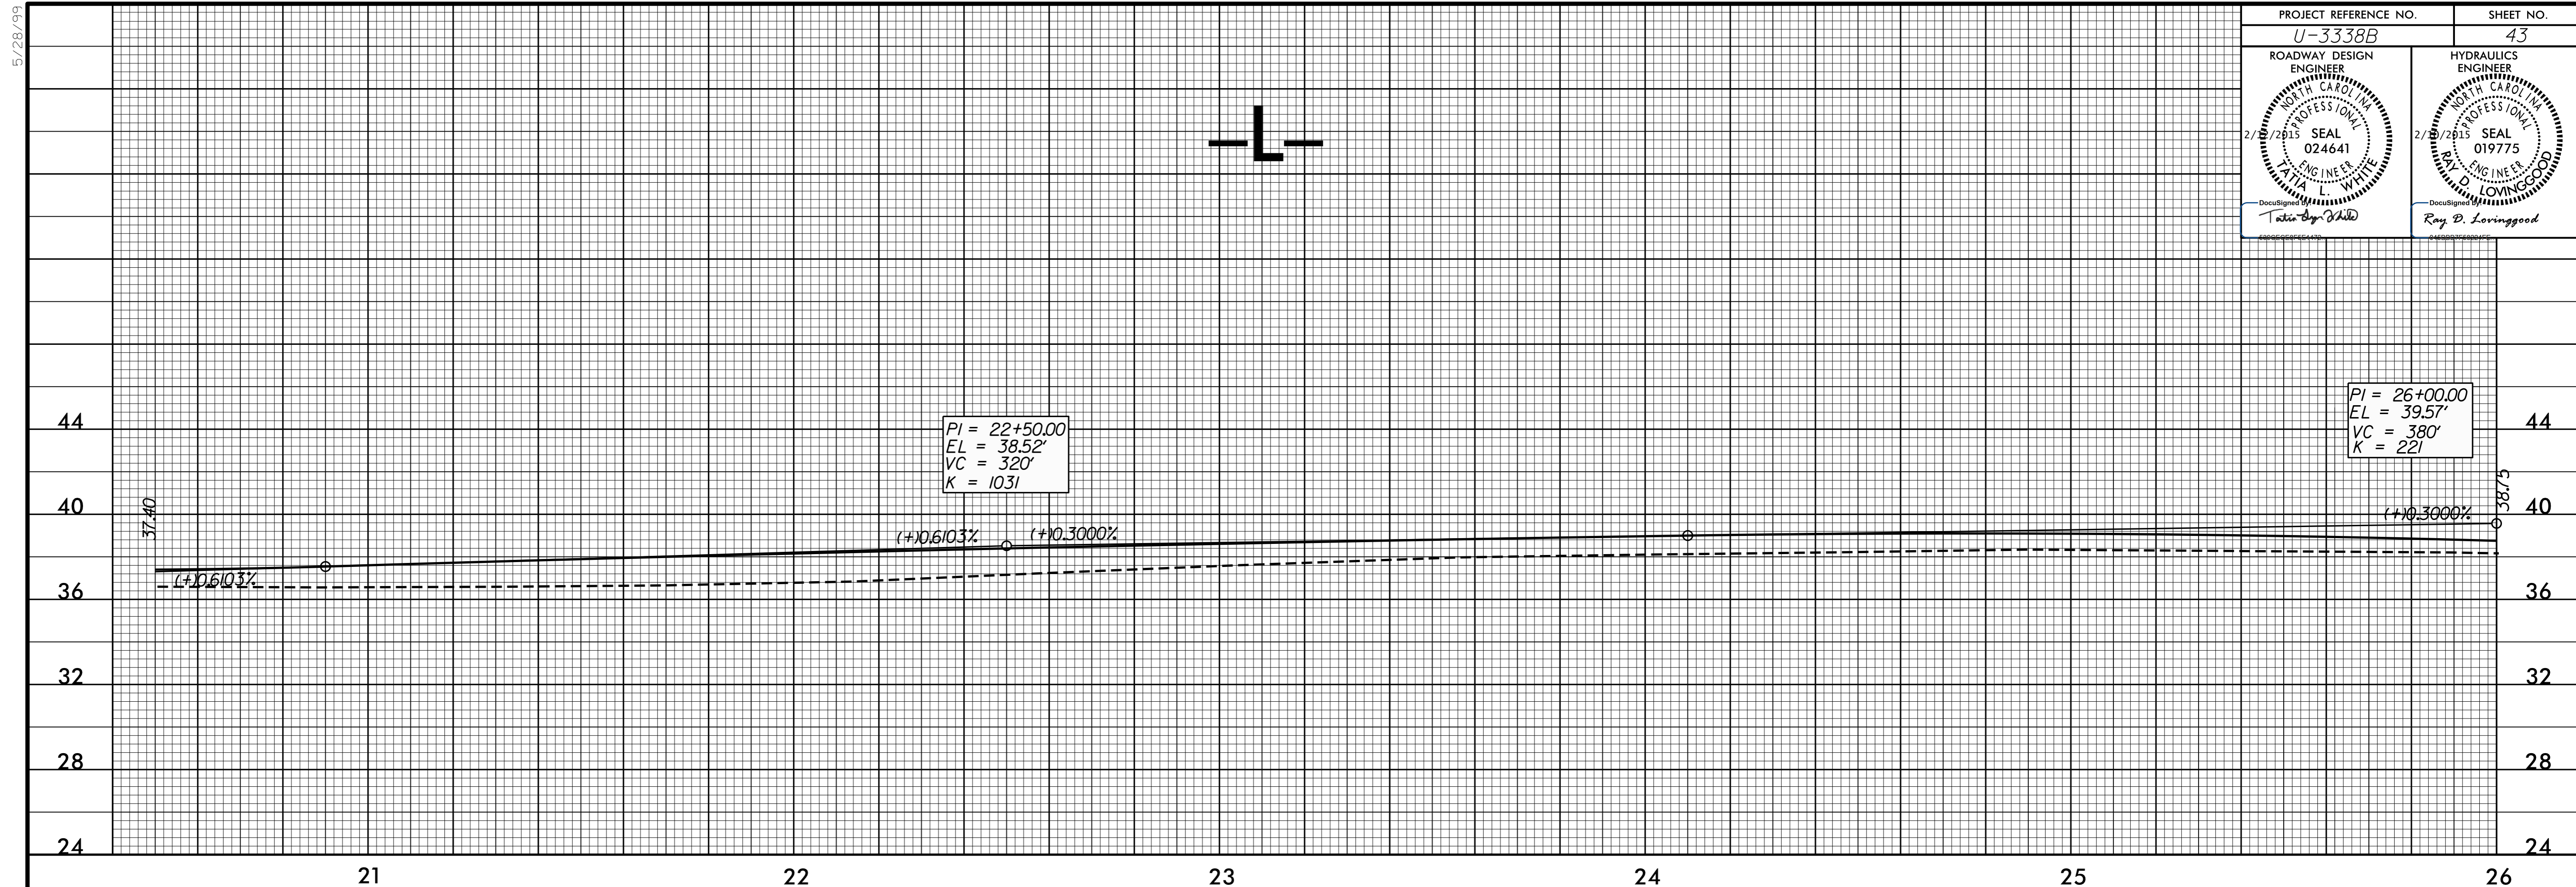 5/28/99
PROJECT REFERENCE NO. SHEET NO.
U-3338B 43
ROADWAY DESIGN ENGINEER
HYDRAULICS ENGINEER
NORTH CAROLINA
PROFESSIONAL
SEAL
024641
ENGINEER
TATIA L. WHITE
DocuSigned by:
NORTH CAROLINA
PROFESSIONAL
2/10/2015 SEAL
019775
ENGINEER
RAY D. LOVINGGOOD
DocuSigned by:
Ray D. Lovinggood
-L-
PI = 22+50.00
EL = 38.52'
VC = 320'
K = 1031
PI = 26+00.00
EL = 39.57'
VC = 380'
K = 221
37.40
38.75
(+)0.6103%
(+)0.6103%
(+)0.3000%
(+)0.3000%
44 44
40 40
36 36
32 32
28 28
24 24
21 22 23 24 25 26